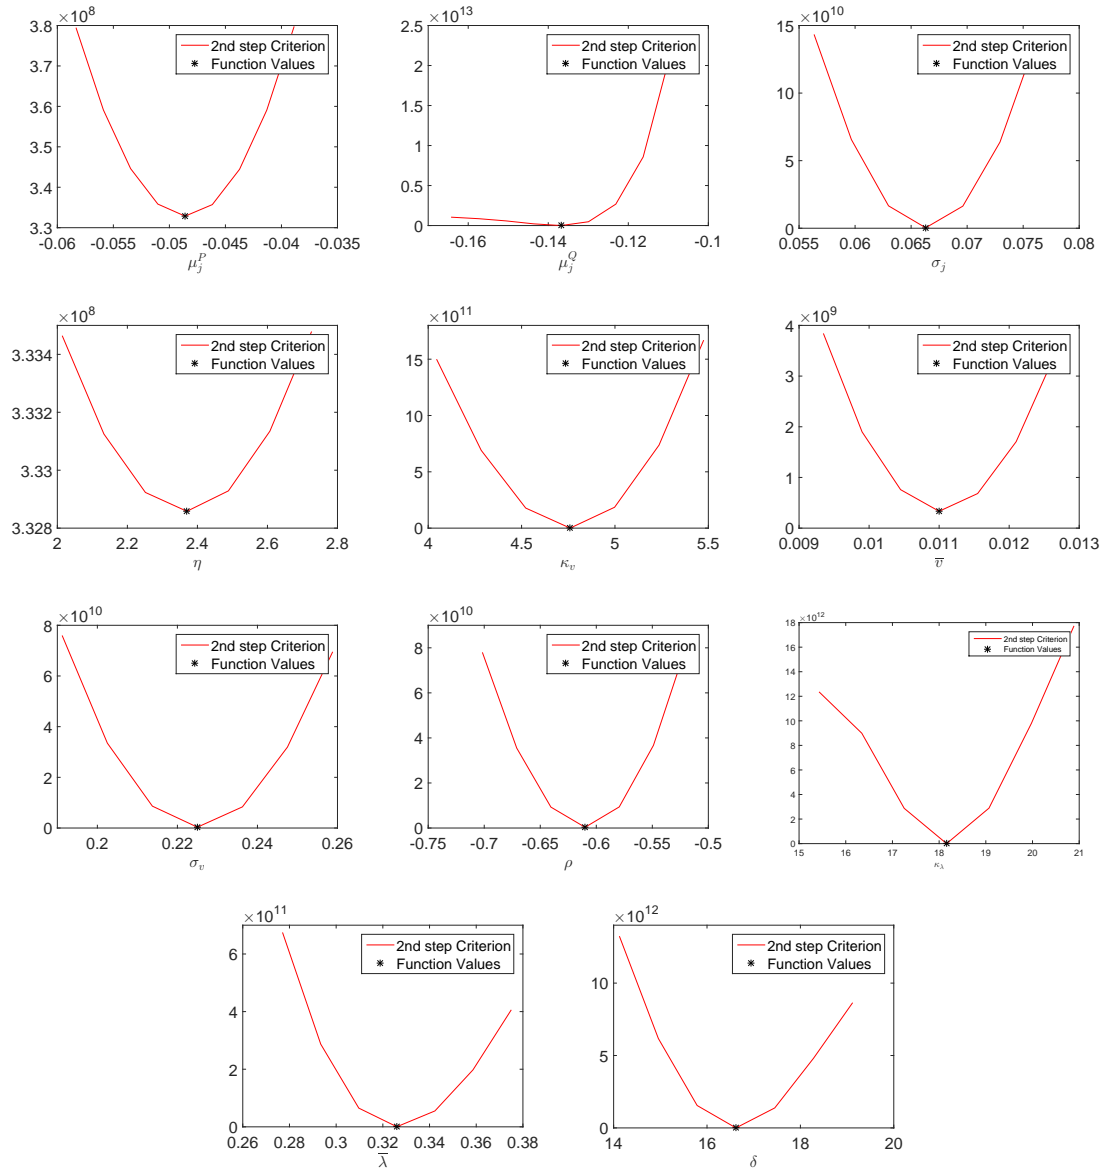 ×10^8
3.8
3.7
3.6
3.5
3.4
3.3
2nd step Criterion
Function Values
-0.06 -0.055 -0.05 -0.045 -0.04 -0.035
μ_j^P
×10^13
2.5
2
1.5
1
0.5
0
2nd step Criterion
Function Values
-0.16 -0.14 -0.12 -0.1
μ_j^Q
×10^10
15
10
5
0
2nd step Criterion
Function Values
0.055 0.06 0.065 0.07 0.075 0.08
σ_j
×10^8
3.334
3.332
3.33
3.328
2nd step Criterion
Function Values
2 2.2 2.4 2.6 2.8
η
×10^11
15
10
5
0
2nd step Criterion
Function Values
4 4.5 5 5.5
κ_v
×10^9
4
3
2
1
0
2nd step Criterion
Function Values
0.009 0.01 0.011 0.012 0.013
v̅
×10^10
8
6
4
2
0
2nd step Criterion
Function Values
0.2 0.22 0.24 0.26
σ_v
×10^10
8
6
4
2
0
2nd step Criterion
Function Values
-0.75 -0.7 -0.65 -0.6 -0.55 -0.5
ρ
×10^12
18
16
14
12
10
8
6
4
2
0
2nd step Criterion
Function Values
15 16 17 18 19 20 21
κ_λ
×10^11
6
4
2
0
2nd step Criterion
Function Values
0.26 0.28 0.3 0.32 0.34 0.36 0.38
λ̅
×10^12
10
5
0
2nd step Criterion
Function Values
14 16 18 20
δ